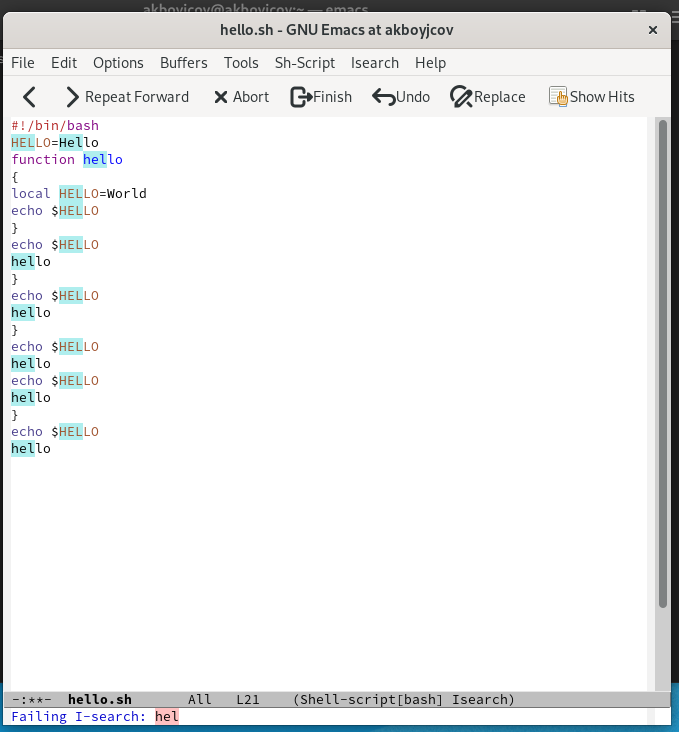 akboyjcov@akboyjcov:~ — emacs
hello.sh - GNU Emacs at akboyjcov
File Edit Options Buffers Tools Sh-Script Isearch Help
Repeat Forward Abort Finish Undo Replace Show Hits
#!/bin/bash
HELLO=Hello
function hello
{
local HELLO=World
echo $HELLO
}
echo $HELLO
hello
}
echo $HELLO
hello
}
echo $HELLO
hello
echo $HELLO
hello
}
echo $HELLO
hello
-:**- hello.sh All L21 (Shell-script[bash] Isearch)
Failing I-search: hel